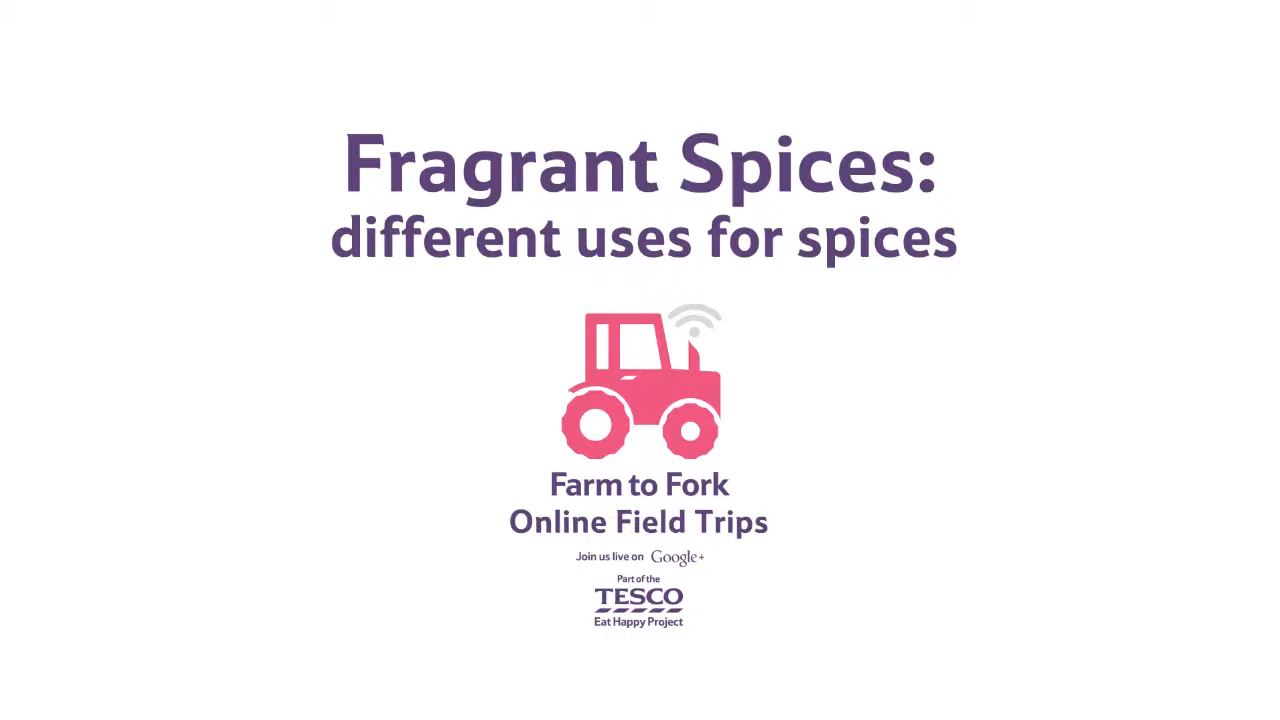 Fragrant Spices:
different uses for spices
Farm to Fork
Online Field Trips
Join us live on Google+
Part of the
TESCO
Eat Happy Project